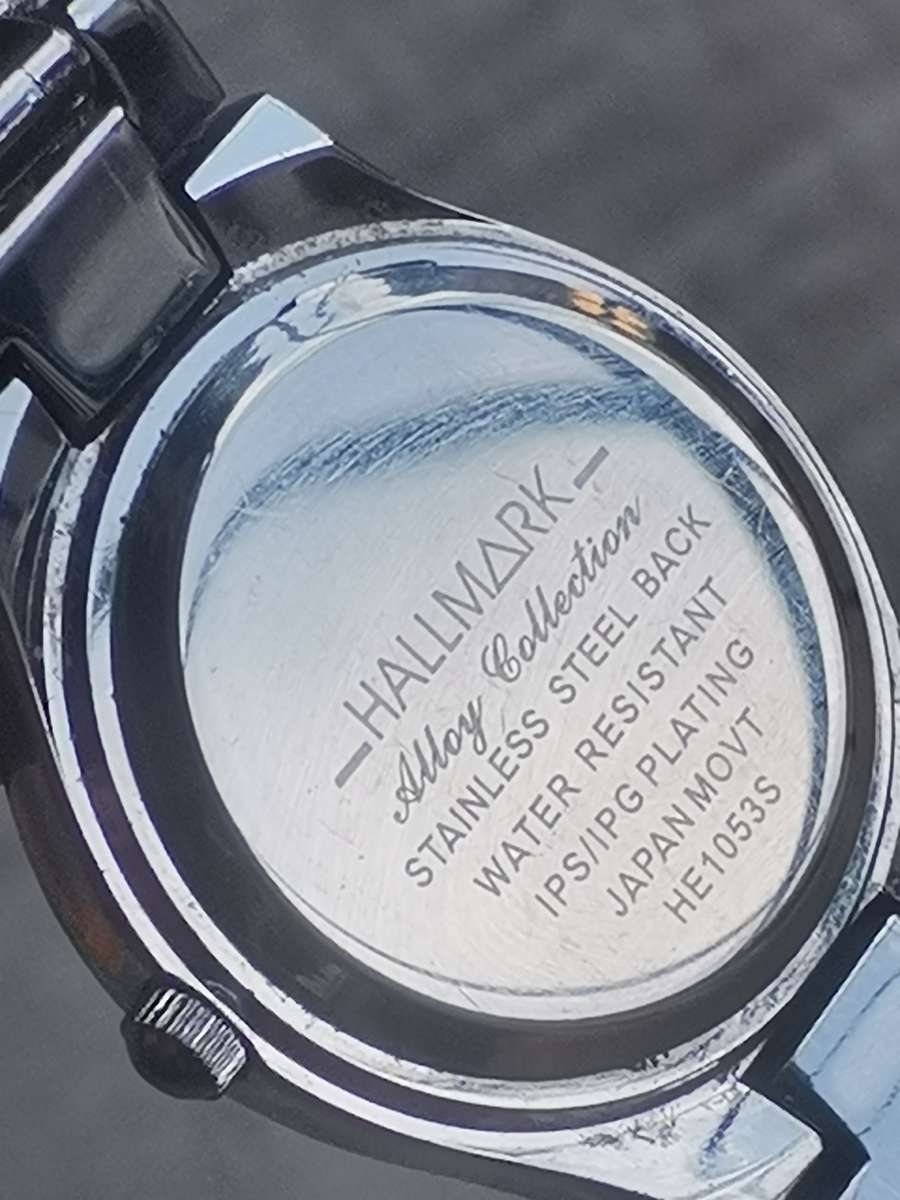 HALLMARK
Alloy Collection
STAINLESS STEEL BACK
WATER RESISTANT
IPS/IPG PLATING
JAPAN MOVT
HE1053S